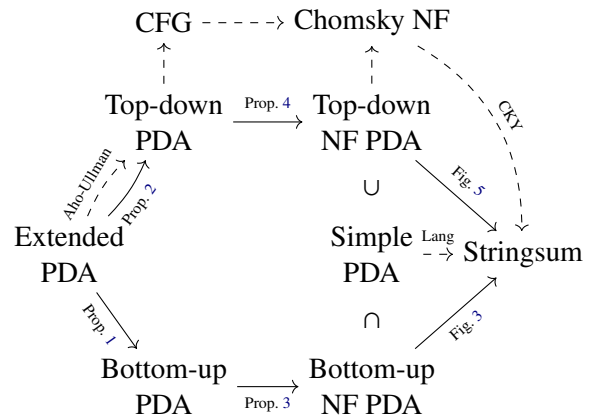 CFG
Chomsky NF
CKY
Top-down
PDA
Prop. 4
Top-down
NF PDA
Aho-Ullman
Prop. 2
∪
Fig. 5
Extended
PDA
Simple
PDA
Lang
Stringsum
Prop. 1
∩
Fig. 3
Bottom-up
PDA
Prop. 3
Bottom-up
NF PDA